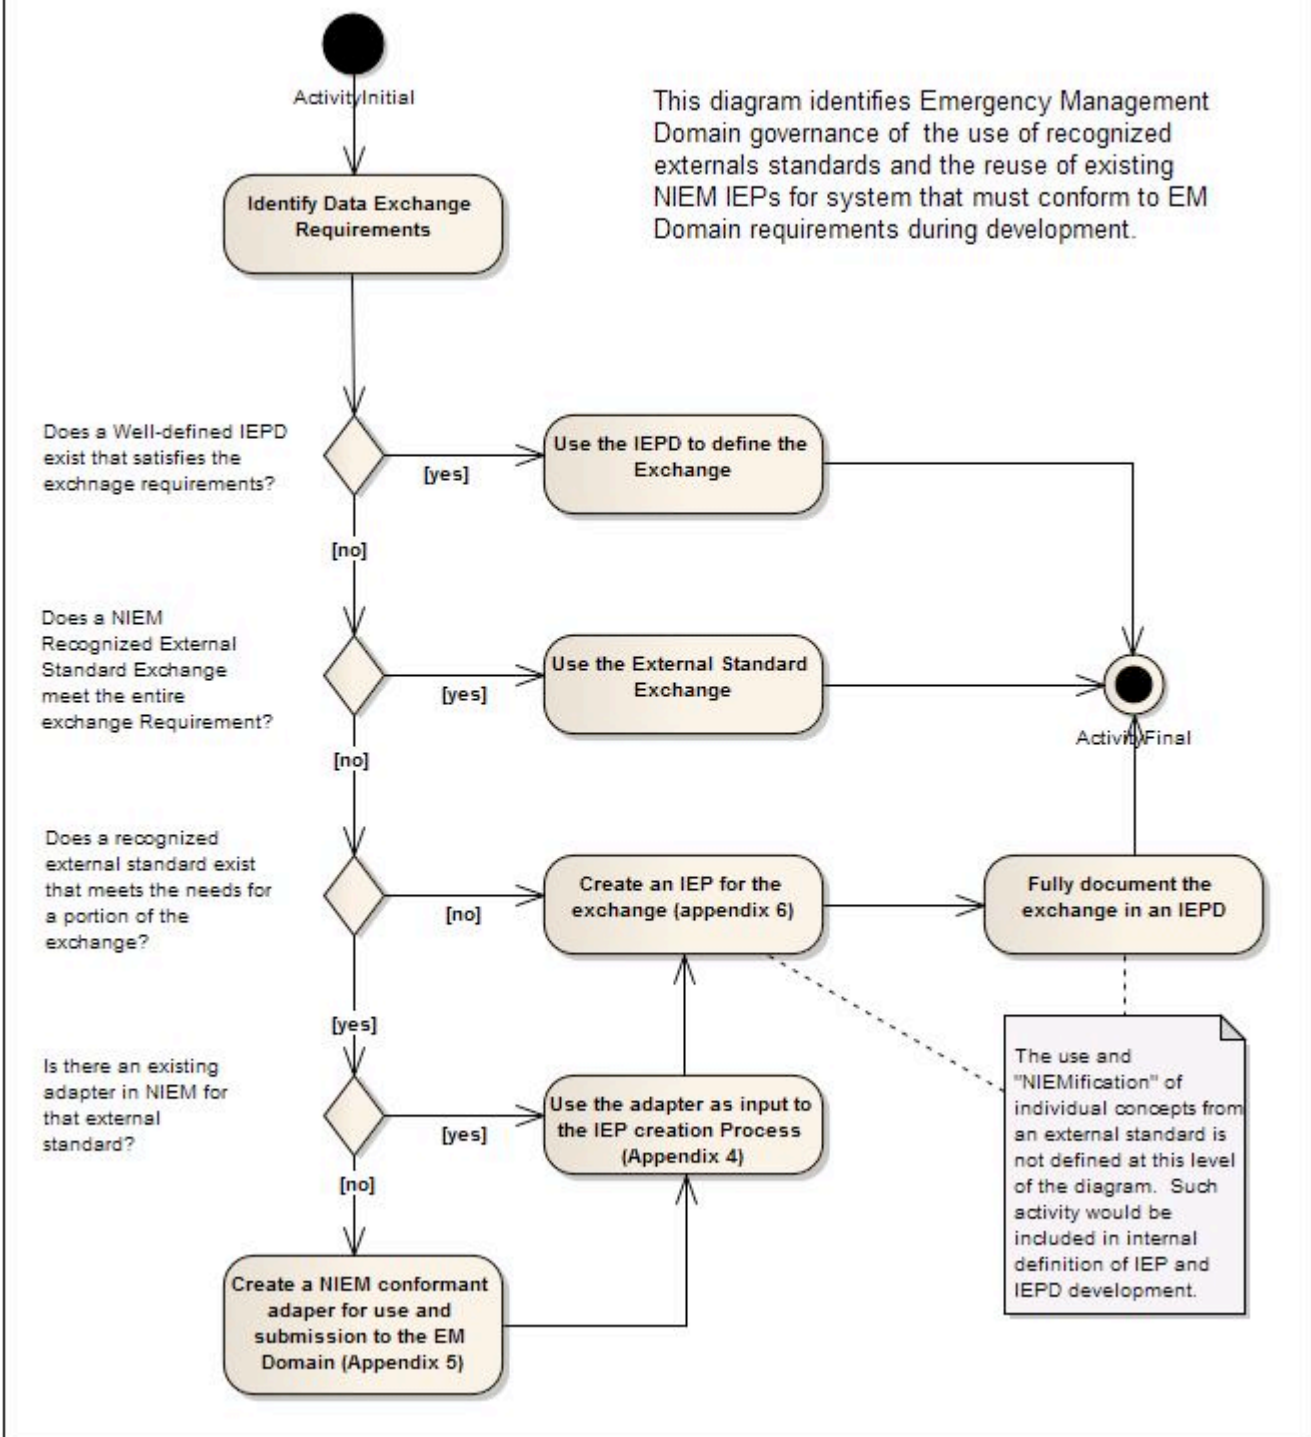 ActivityInitial
This diagram identifies Emergency Management
Domain governance of  the use of recognized
externals standards and the reuse of existing
NIEM IEPs for system that must conform to EM
Domain requirements during development.
Identify Data Exchange
Requirements
Does a Well-defined IEPD
exist that satisfies the
exchnage requirements?
[yes]
Use the IEPD to define the
Exchange
[no]
Does a NIEM
Recognized External
Standard Exchange
meet the entire
exchange Requirement?
[yes]
Use the External Standard
Exchange
ActivityFinal
[no]
Does a recognized
external standard exist
that meets the needs for
a portion of the
exchange?
[no]
Create an IEP for the
exchange (appendix 6)
Fully document the
exchange in an IEPD
[yes]
Is there an existing
adapter in NIEM for
that external
standard?
[yes]
Use the adapter as input to
the IEP creation Process
(Appendix 4)
The use and
"NIEMification" of
individual concepts from
an external standard is
not defined at this level
of the diagram.  Such
activity would be
included in internal
definition of IEP and
IEPD development.
[no]
Create a NIEM conformant
adaper for use and
submission to the EM
Domain (Appendix 5)